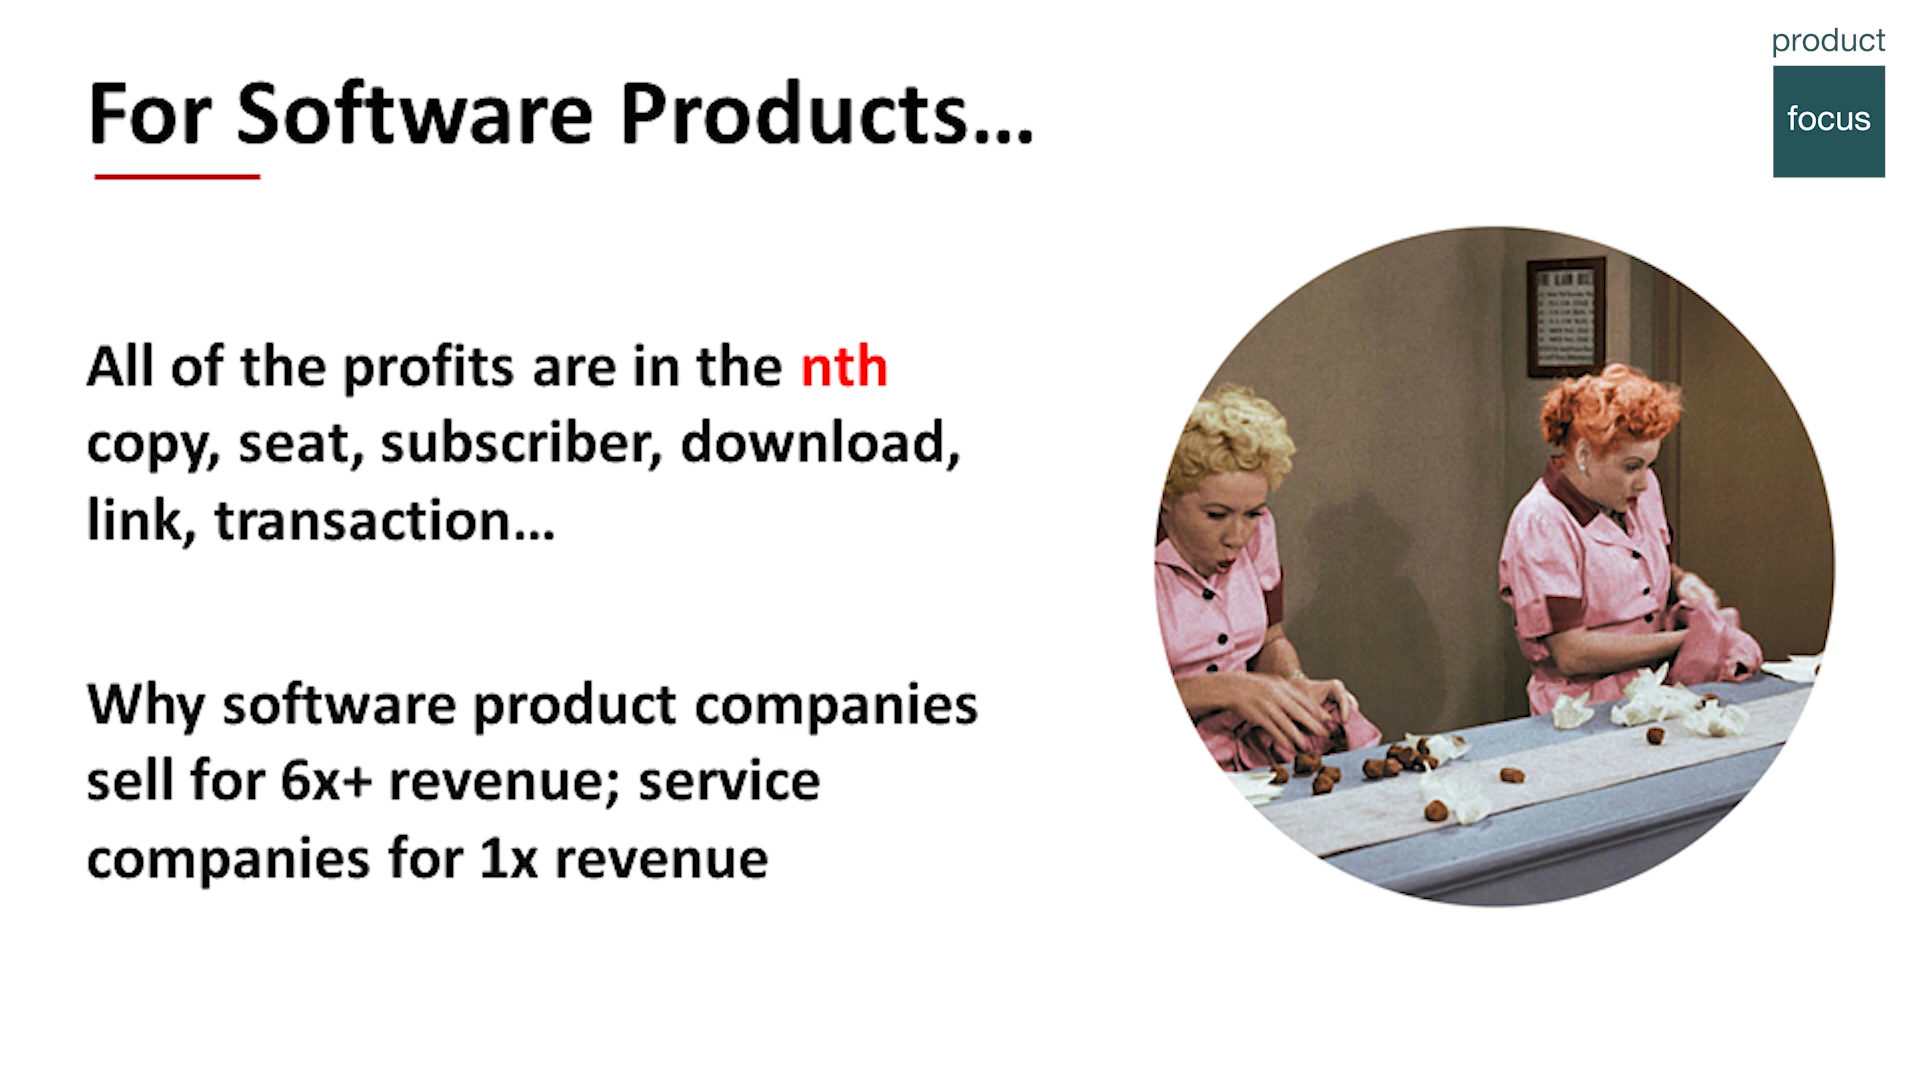 For Software Products...
product
focus
All of the profits are in the nth
copy, seat, subscriber, download,
link, transaction...
Why software product companies
sell for 6x+ revenue; service
companies for 1x revenue